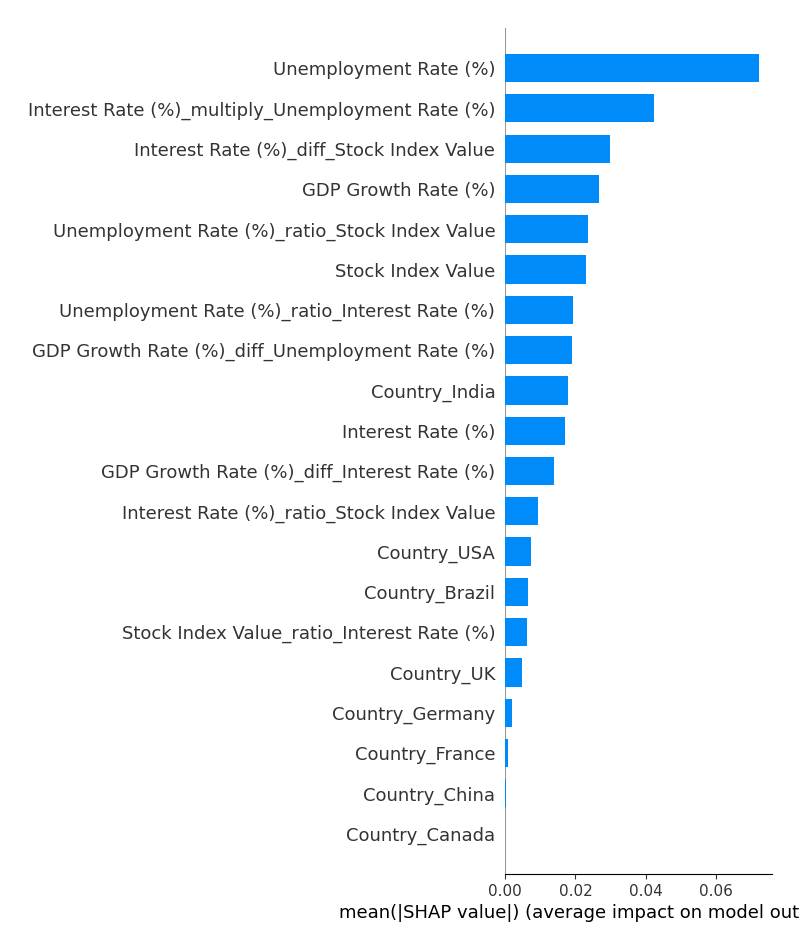 Unemployment Rate (%)
Interest Rate (%)_multiply_Unemployment Rate (%)
Interest Rate (%)_diff_Stock Index Value
GDP Growth Rate (%)
Unemployment Rate (%)_ratio_Stock Index Value
Stock Index Value
Unemployment Rate (%)_ratio_Interest Rate (%)
GDP Growth Rate (%)_diff_Unemployment Rate (%)
Country_India
Interest Rate (%)
GDP Growth Rate (%)_diff_Interest Rate (%)
Interest Rate (%)_ratio_Stock Index Value
Country_USA
Country_Brazil
Stock Index Value_ratio_Interest Rate (%)
Country_UK
Country_Germany
Country_France
Country_China
Country_Canada
0.00 0.02 0.04 0.06
mean(|SHAP value|) (average impact on model out